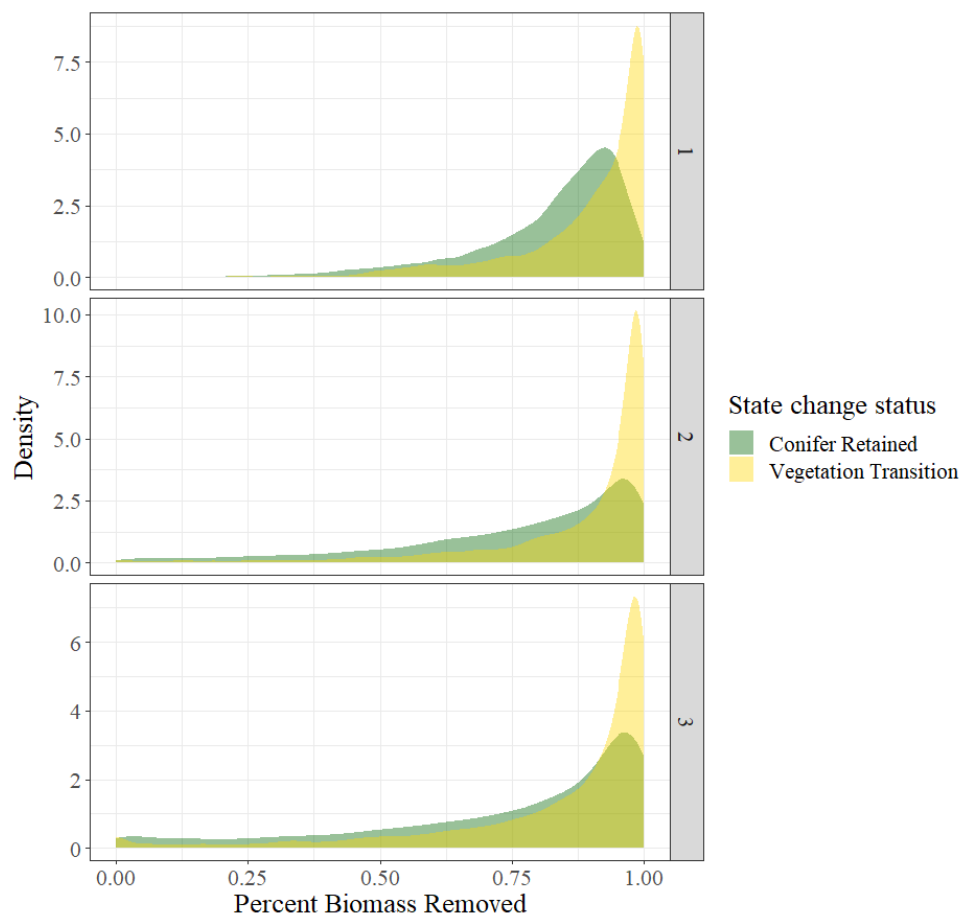 7.5
5.0
2.5
0.0
1
10.0
7.5
5.0
2.5
0.0
2
6
4
2
0
3
0.00 0.25 0.50 0.75 1.00
Percent Biomass Removed
Density
State change status
Conifer Retained
Vegetation Transition